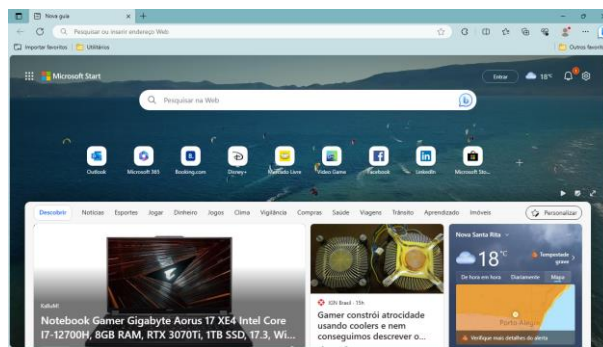 Nova guia
Pesquisar ou inserir endereço Web
Importar favoritos
Utilitários
Outros favorit
Microsoft Start
Entrar
18°C
Pesquisar na Web
Outlook
Microsoft 365
Booking.com
Disney+
Mercado Livre
Video Game
Facebook
LinkedIn
Microsoft Sto...
Descobrir Notícias Esportes Jogar Dinheiro Jogos Clima Vigilância Compras Saúde Viagens Trânsito Aprendizado Imóveis
Personalizar
KaBuM!
Notebook Gamer Gigabyte Aorus 17 XE4 Intel Core
I7-12700H, 8GB RAM, RTX 3070Ti, 1TB SSD, 17.3, Wi...
IGN Brasil · 15h
Gamer constrói atrocidade
usando coolers e nem
conseguimos descrever o...
Nova Santa Rita
18°C
Tempestade
grave
De hora em hora Diariamente Mapa
Porto Alegre
Verifique mais detalhes do alerta